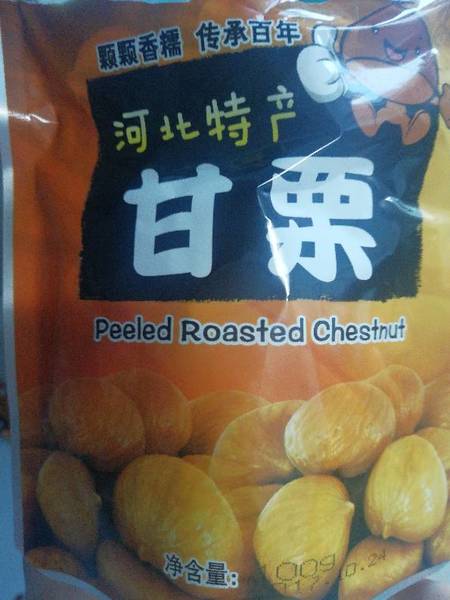 颗颗香糯 传承百年
河北特产
甘栗
Peeled Roasted Chestnut
净含量: 100g